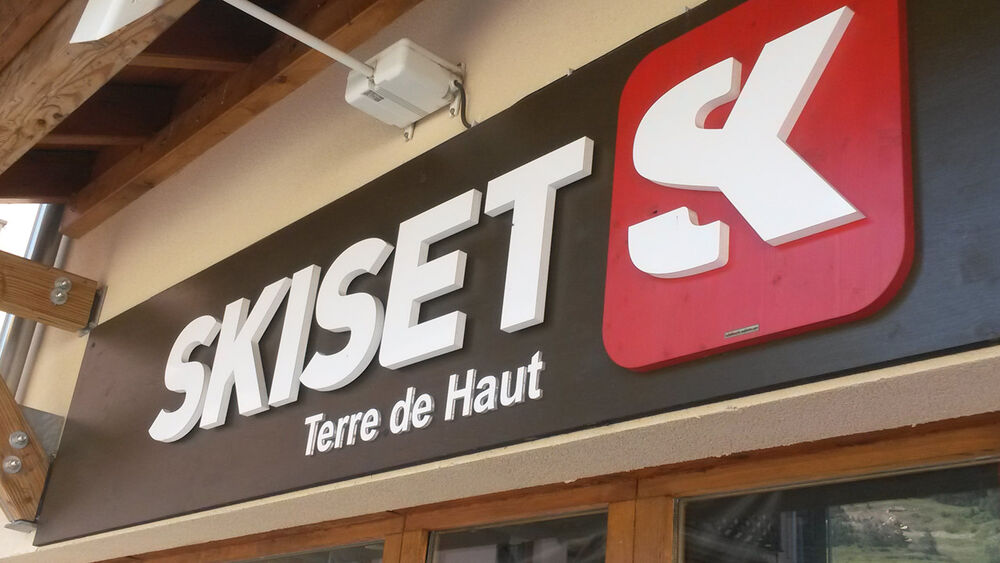 SKISET
Terre de Haut
SK